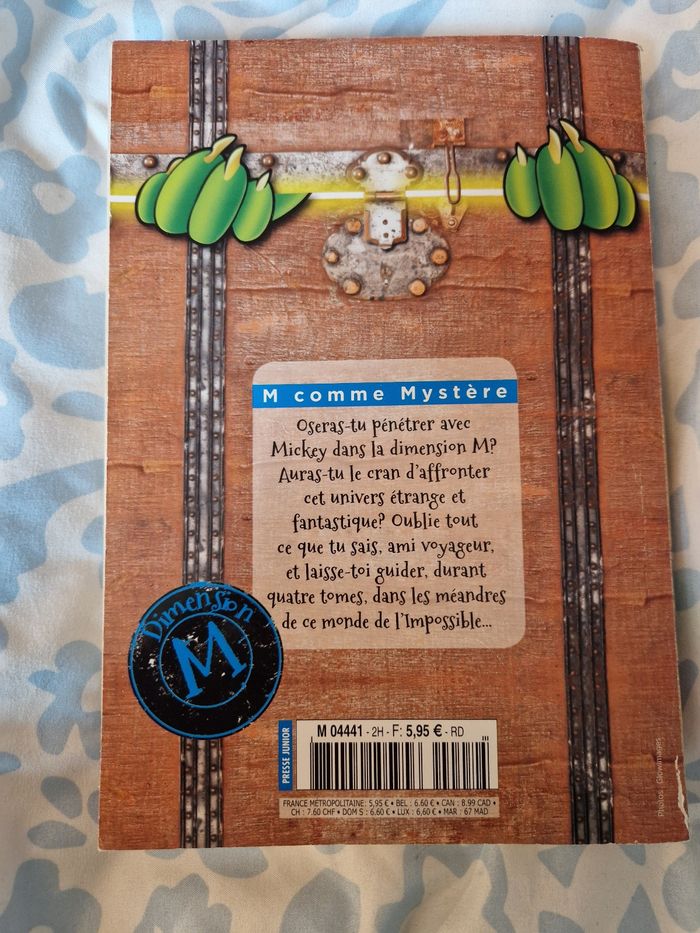 M comme Mystère
Oseras-tu pénétrer avec
Mickey dans la dimension M?
Auras-tu le cran d'affronter
cet univers étrange et
fantastique? Oublie tout
ce que tu sais, ami voyageur,
et laisse-toi guider, durant
quatre tomes, dans les méandres
de ce monde de l'Impossible...
Dimension
M
PRESSE JUNIOR
M 04441 - 2H - F: 5,95 € - RD
FRANCE MÉTROPOLITAINE: 5,95 € • BEL : 6.60 € • CAN : 8.99 CAD •
CH : 7.60 CHF • DOM S : 6,60 € • LUX : 6,60 € • MAR : 67 MAD
Photos :